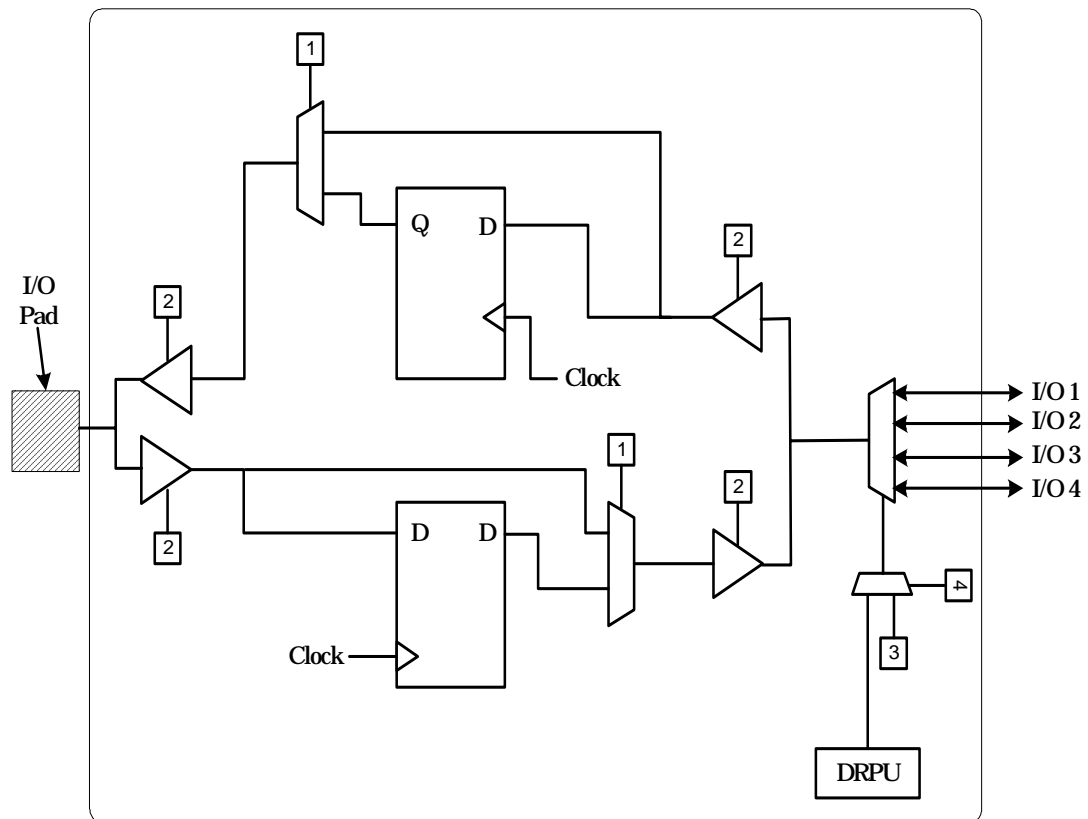 1
Q D
2
I/O
Pad
2
Clock
I/O 1
I/O 2
I/O 3
I/O 4
1
2
2
D D
4
3
Clock
DRPU